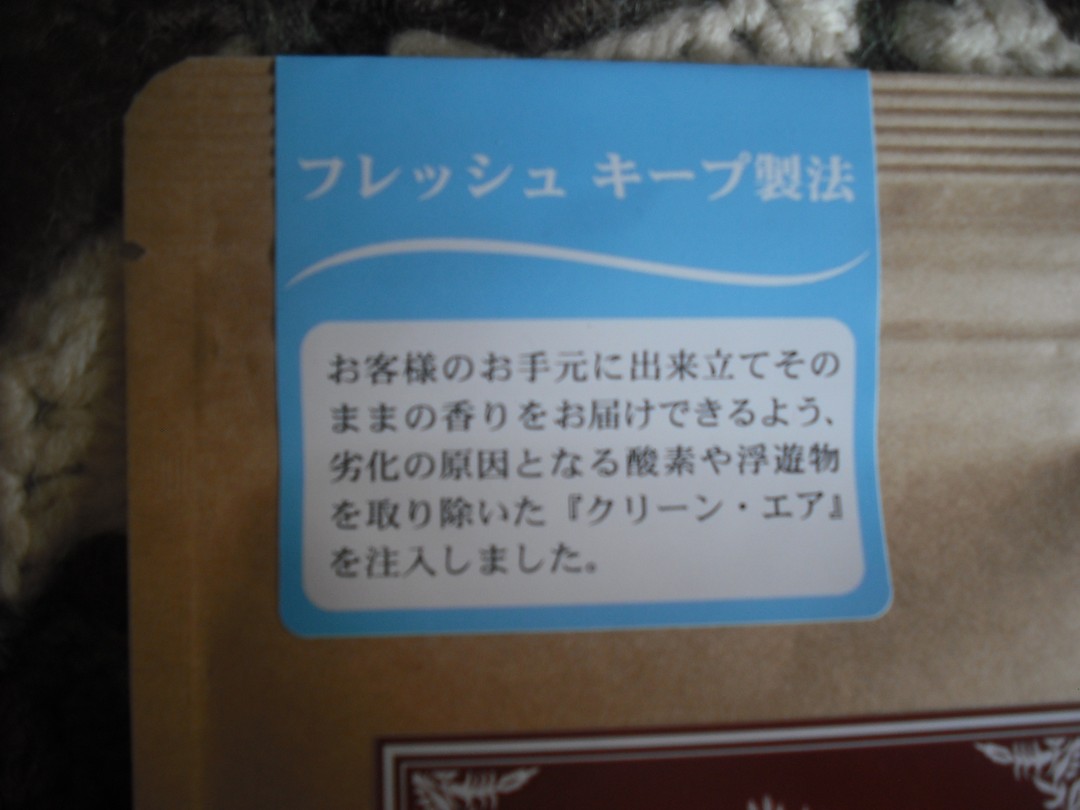 フレッシュ キープ製法
お客様のお手元に出来立てその
ままの香りをお届けできるよう、
劣化の原因となる酸素や浮遊物
を取り除いた『クリーン・エア』
を注入しました。